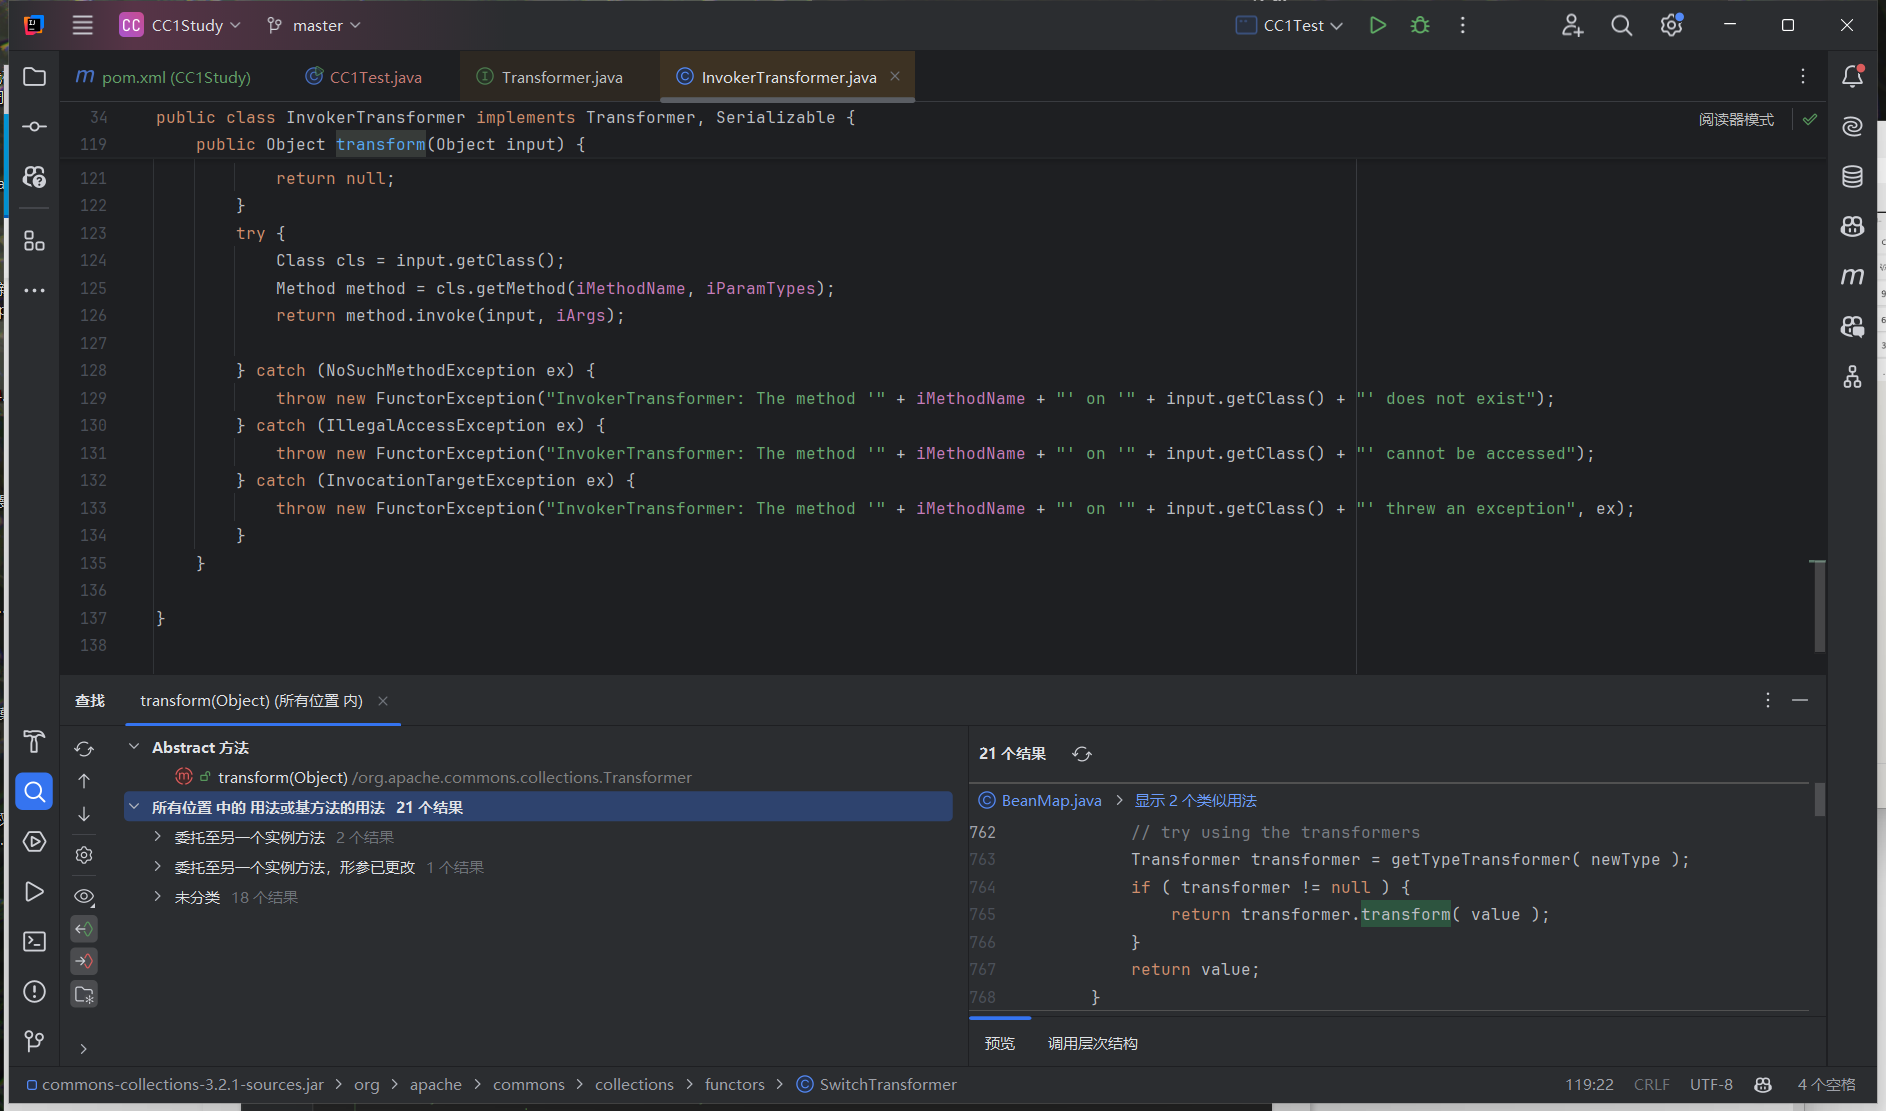 CC CC1Study master CC1Test
pom.xml (CC1Study) CC1Test.java Transformer.java InvokerTransformer.java
34 public class InvokerTransformer implements Transformer, Serializable {
阅读器模式
119 public Object transform(Object input) {
121 return null;
122 }
123 try {
124 Class cls = input.getClass();
125 Method method = cls.getMethod(iMethodName, iParamTypes);
126 return method.invoke(input, iArgs);
127
128 } catch (NoSuchMethodException ex) {
129 throw new FunctorException("InvokerTransformer: The method '" + iMethodName + "' on '" + input.getClass() + "' does not exist");
130 } catch (IllegalAccessException ex) {
131 throw new FunctorException("InvokerTransformer: The method '" + iMethodName + "' on '" + input.getClass() + "' cannot be accessed");
132 } catch (InvocationTargetException ex) {
133 throw new FunctorException("InvokerTransformer: The method '" + iMethodName + "' on '" + input.getClass() + "' threw an exception", ex);
134 }
135 }
136
137 }
138
查找 transform(Object) (所有位置 内)
Abstract 方法
transform(Object) /org.apache.commons.collections.Transformer
所有位置 中的 用法或基方法的用法 21 个结果
委托至另一个实例方法 2 个结果
委托至另一个实例方法，形参已更改 1 个结果
未分类 18 个结果
21 个结果
BeanMap.java 显示 2 个类似用法
762 // try using the transformers
763 Transformer transformer = getTypeTransformer( newType );
764 if ( transformer != null ) {
765 return transformer.transform( value );
766 }
767 return value;
768 }
预览 调用层次结构
commons-collections-3.2.1-sources.jar org apache commons collections functors SwitchTransformer
119:22 CRLF UTF-8 4 个空格